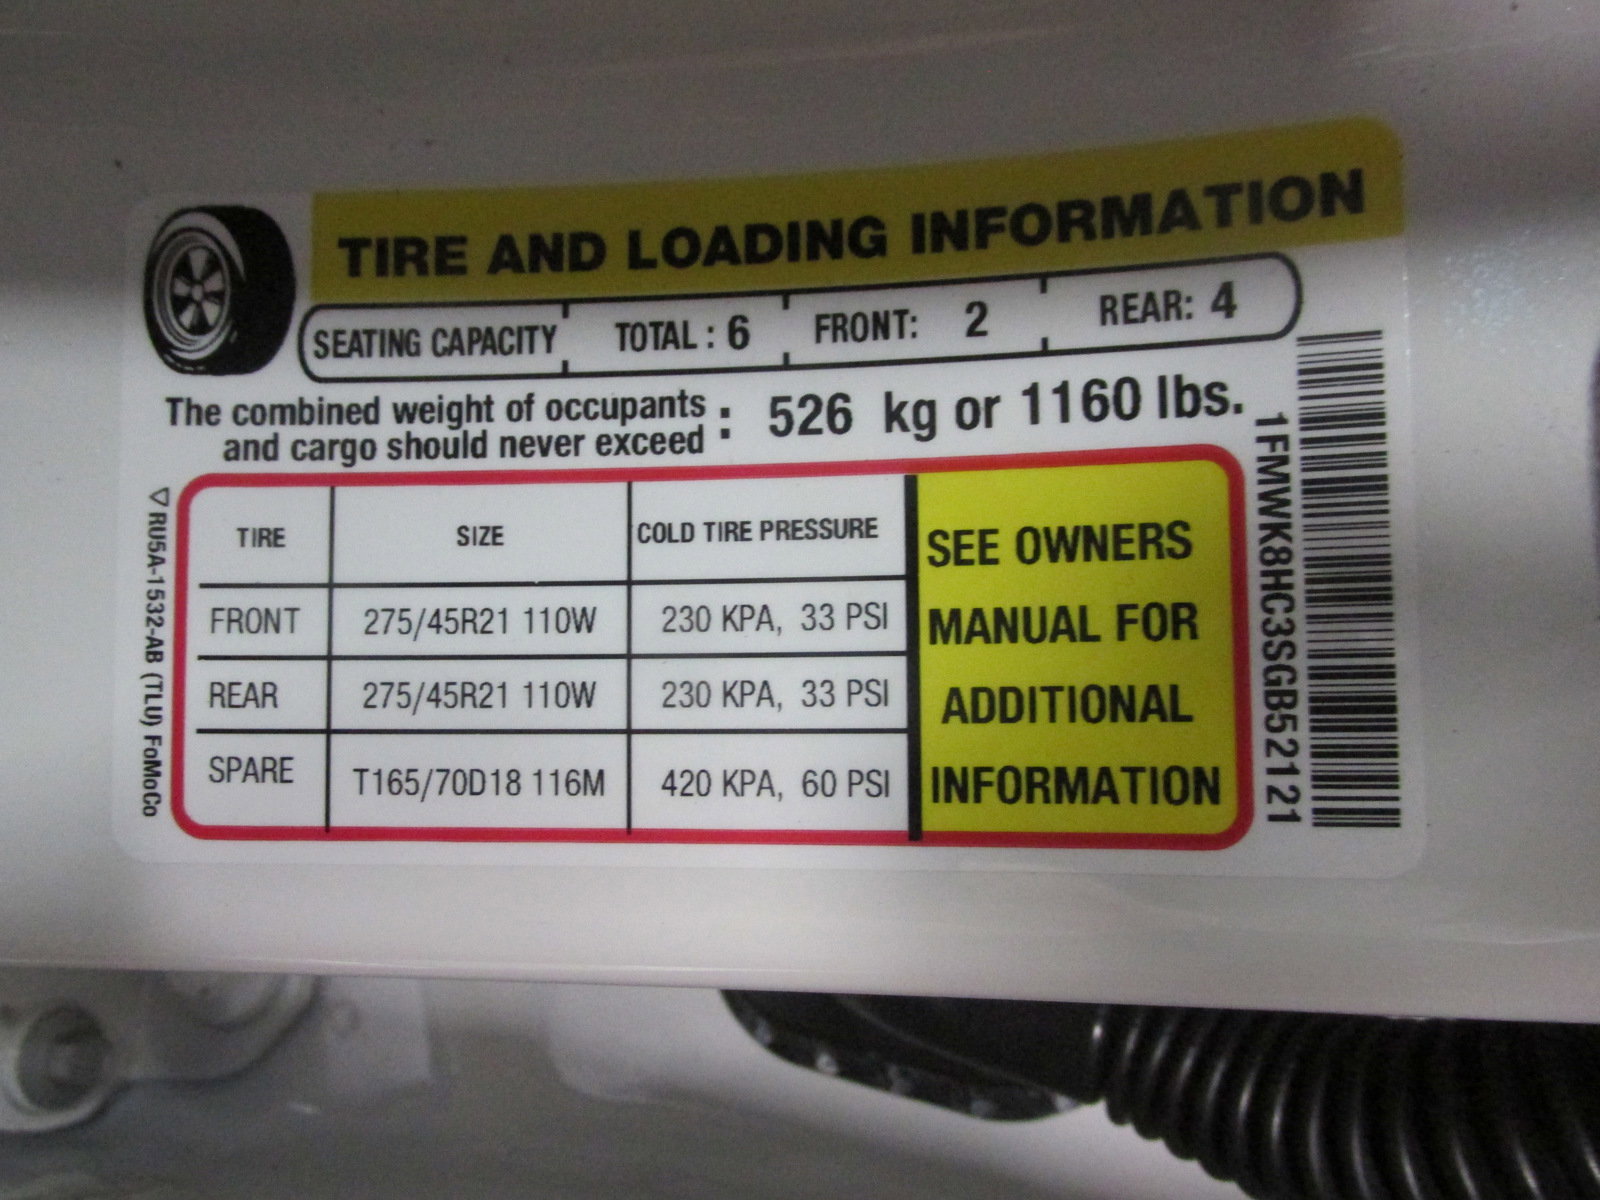 TIRE AND LOADING INFORMATION
SEATING CAPACITY TOTAL : 6 FRONT: 2 REAR: 4
The combined weight of occupants
and cargo should never exceed : 526 kg or 1160 lbs.
TIRE SIZE COLD TIRE PRESSURE
FRONT 275/45R21 110W 230 KPA, 33 PSI
REAR 275/45R21 110W 230 KPA, 33 PSI
SPARE T165/70D18 116M 420 KPA, 60 PSI
SEE OWNERS
MANUAL FOR
ADDITIONAL
INFORMATION
1FMWK8HC3SGB52121
RU5A-1532-AB (TLU) FoMoCo